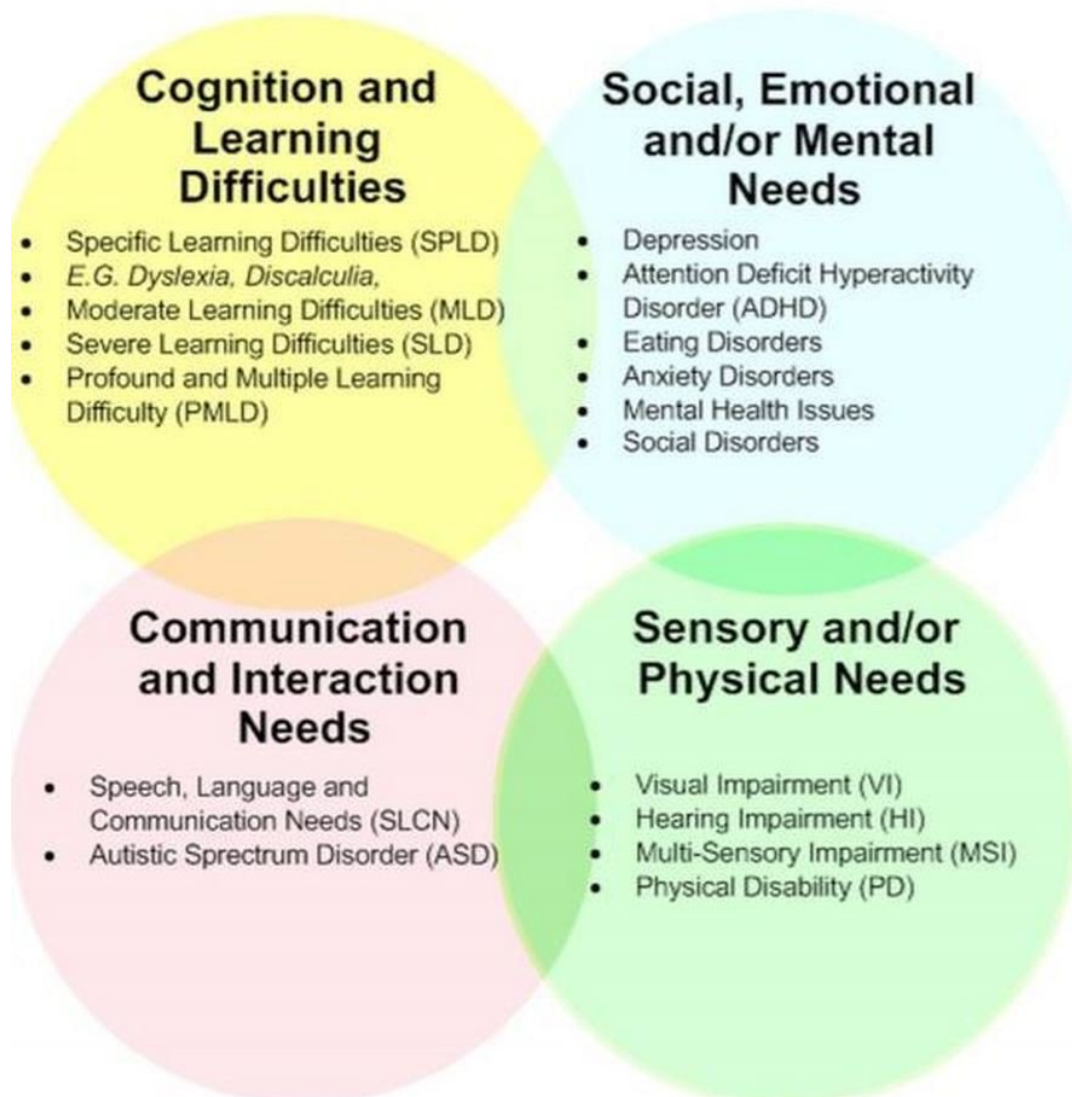 Cognition and
Learning
Difficulties
• Specific Learning Difficulties (SPLD)
• E.G. Dyslexia, Discalculia,
• Moderate Learning Difficulties (MLD)
• Severe Learning Difficulties (SLD)
• Profound and Multiple Learning
Difficulty (PMLD)
Social, Emotional
and/or Mental
Needs
• Depression
• Attention Deficit Hyperactivity
Disorder (ADHD)
• Eating Disorders
• Anxiety Disorders
• Mental Health Issues
• Social Disorders
Communication
and Interaction
Needs
• Speech, Language and
Communication Needs (SLCN)
• Autistic Sprectrum Disorder (ASD)
Sensory and/or
Physical Needs
• Visual Impairment (VI)
• Hearing Impairment (HI)
• Multi-Sensory Impairment (MSI)
• Physical Disability (PD)